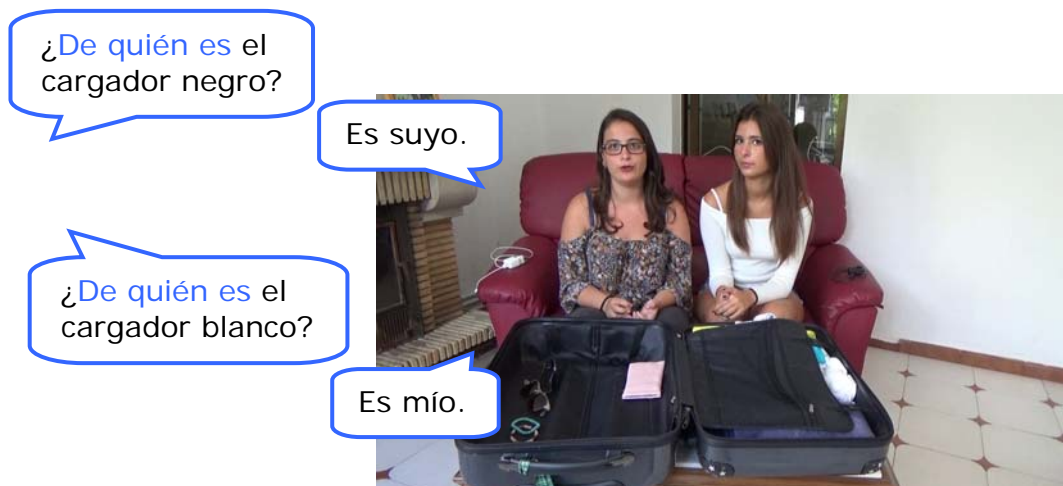 ¿De quién es el
cargador negro?
Es suyo.
¿De quién es el
cargador blanco?
Es mío.